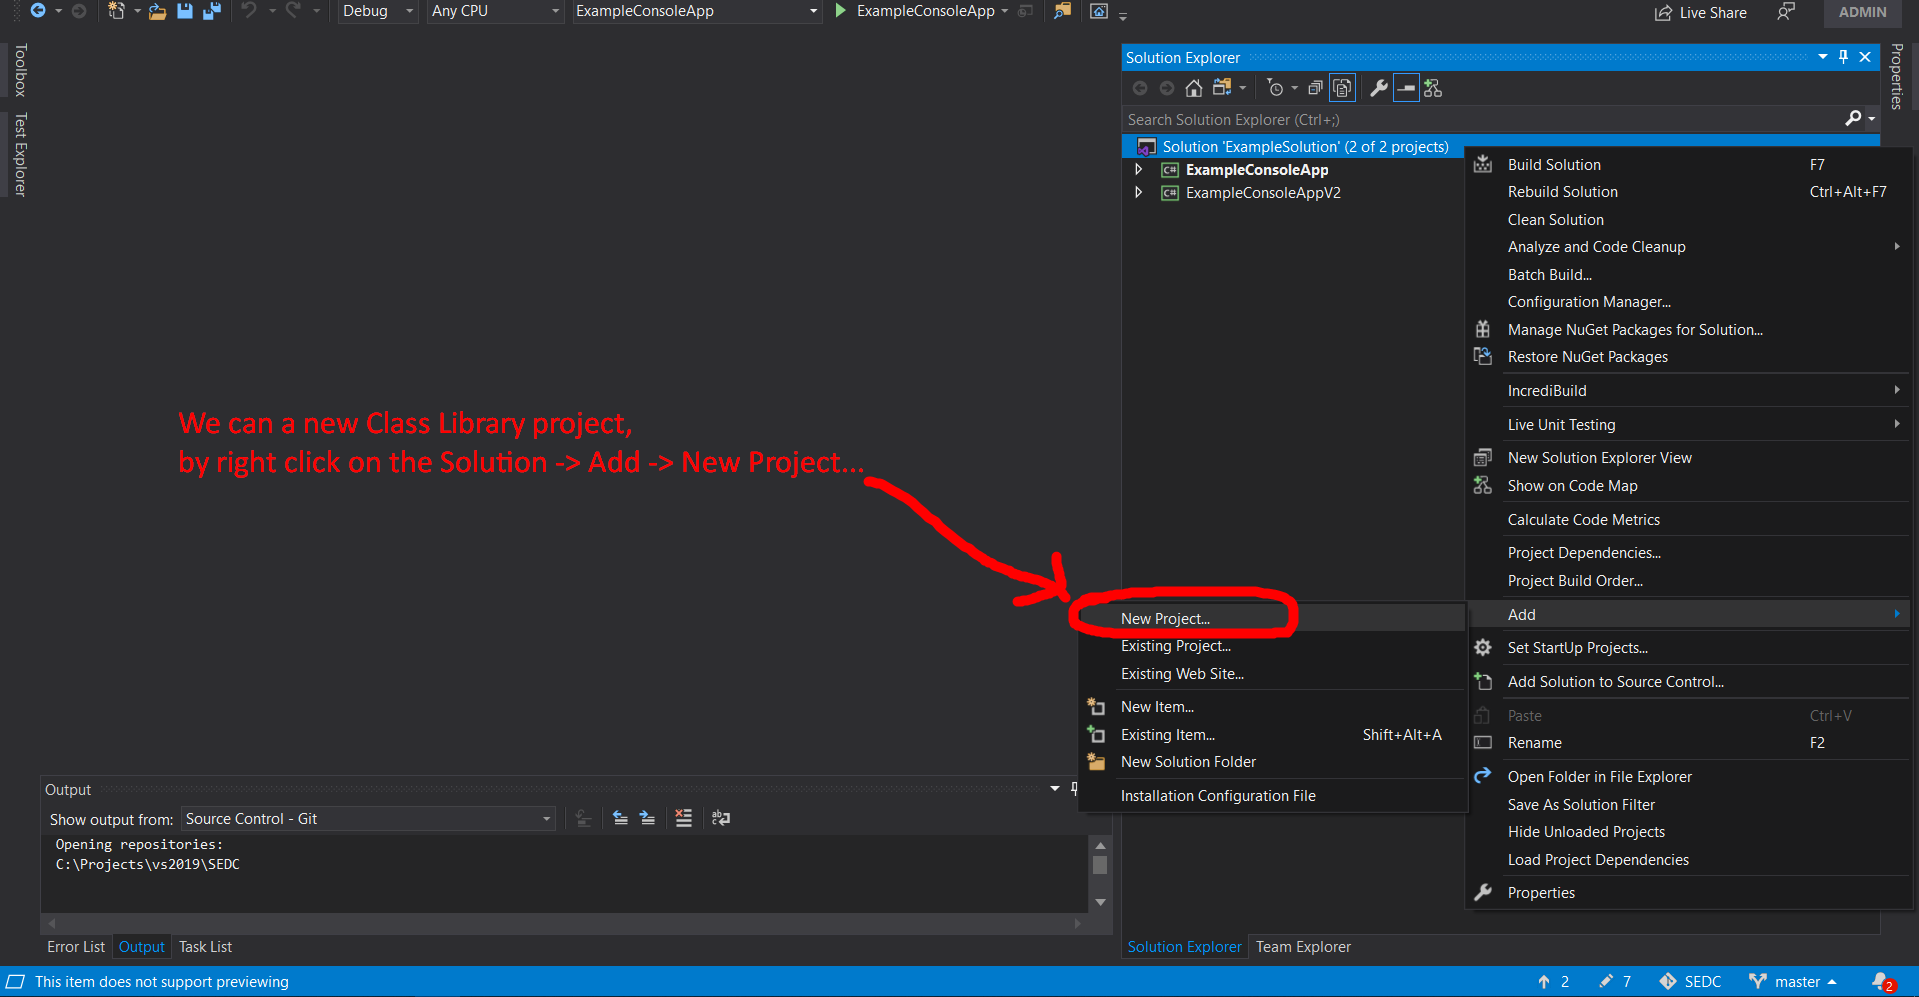 Debug
Any CPU
ExampleConsoleApp
ExampleConsoleApp
Live Share
ADMIN
Toolbox
Test Explorer
Properties
Solution Explorer
Search Solution Explorer (Ctrl+;)
Solution 'ExampleSolution' (2 of 2 projects)
ExampleConsoleApp
ExampleConsoleAppV2
Build Solution F7
Rebuild Solution Ctrl+Alt+F7
Clean Solution
Analyze and Code Cleanup
Batch Build...
Configuration Manager...
Manage NuGet Packages for Solution...
Restore NuGet Packages
IncrediBuild
Live Unit Testing
New Solution Explorer View
Show on Code Map
Calculate Code Metrics
Project Dependencies...
Project Build Order...
Add
Set StartUp Projects...
Add Solution to Source Control...
Paste Ctrl+V
Rename F2
Open Folder in File Explorer
Save As Solution Filter
Hide Unloaded Projects
Load Project Dependencies
Properties
We can a new Class Library project,
by right click on the Solution -> Add -> New Project...
New Project...
Existing Project...
Existing Web Site...
New Item...
Existing Item... Shift+Alt+A
New Solution Folder
Installation Configuration File
Output
Show output from: Source Control - Git
Opening repositories:
C:\Projects\vs2019\SEDC
Error List Output Task List
Solution Explorer Team Explorer
This item does not support previewing
2
7
SEDC
master
2